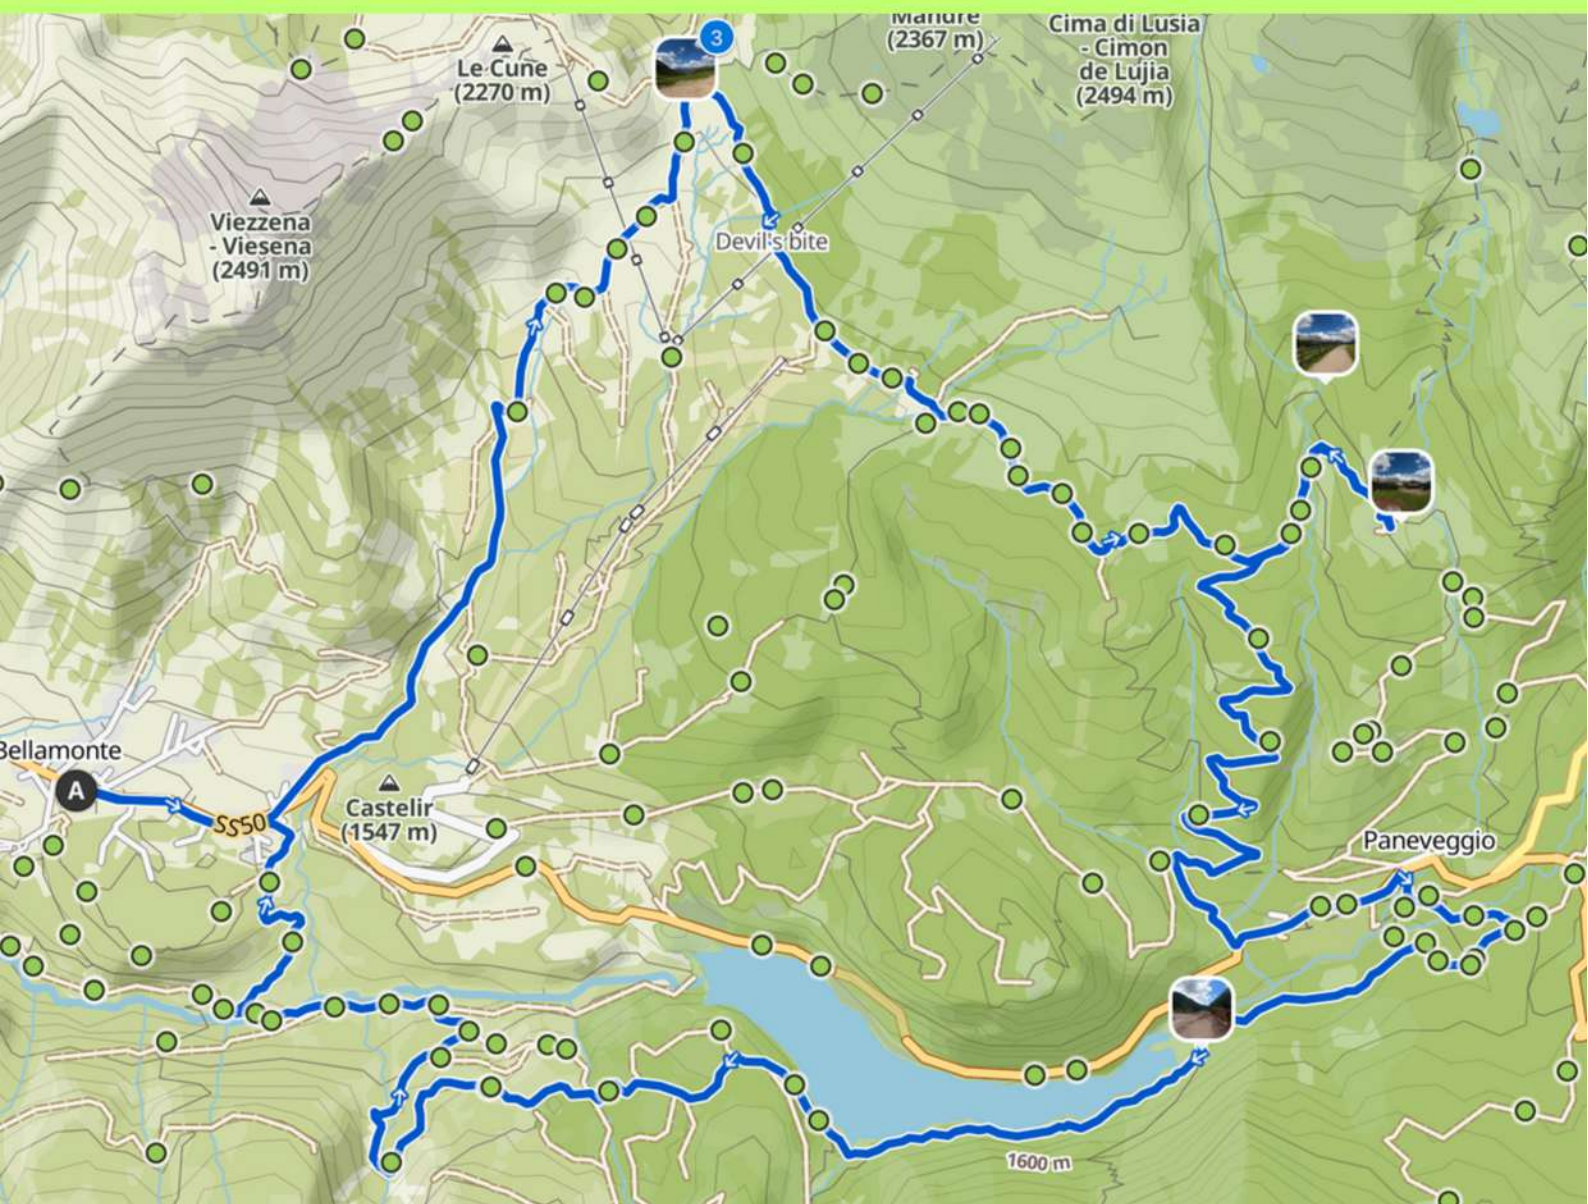 Mandre
(2367 m)
Cima di Lusia
- Cimon
de Lujia
(2494 m)
3
Le Cune
(2270 m)
Viezzena
- Viesena
(2491 m)
Devil's bite
Bellamonte
A
SS50
Castelir
(1547 m)
Paneveggio
1600 m